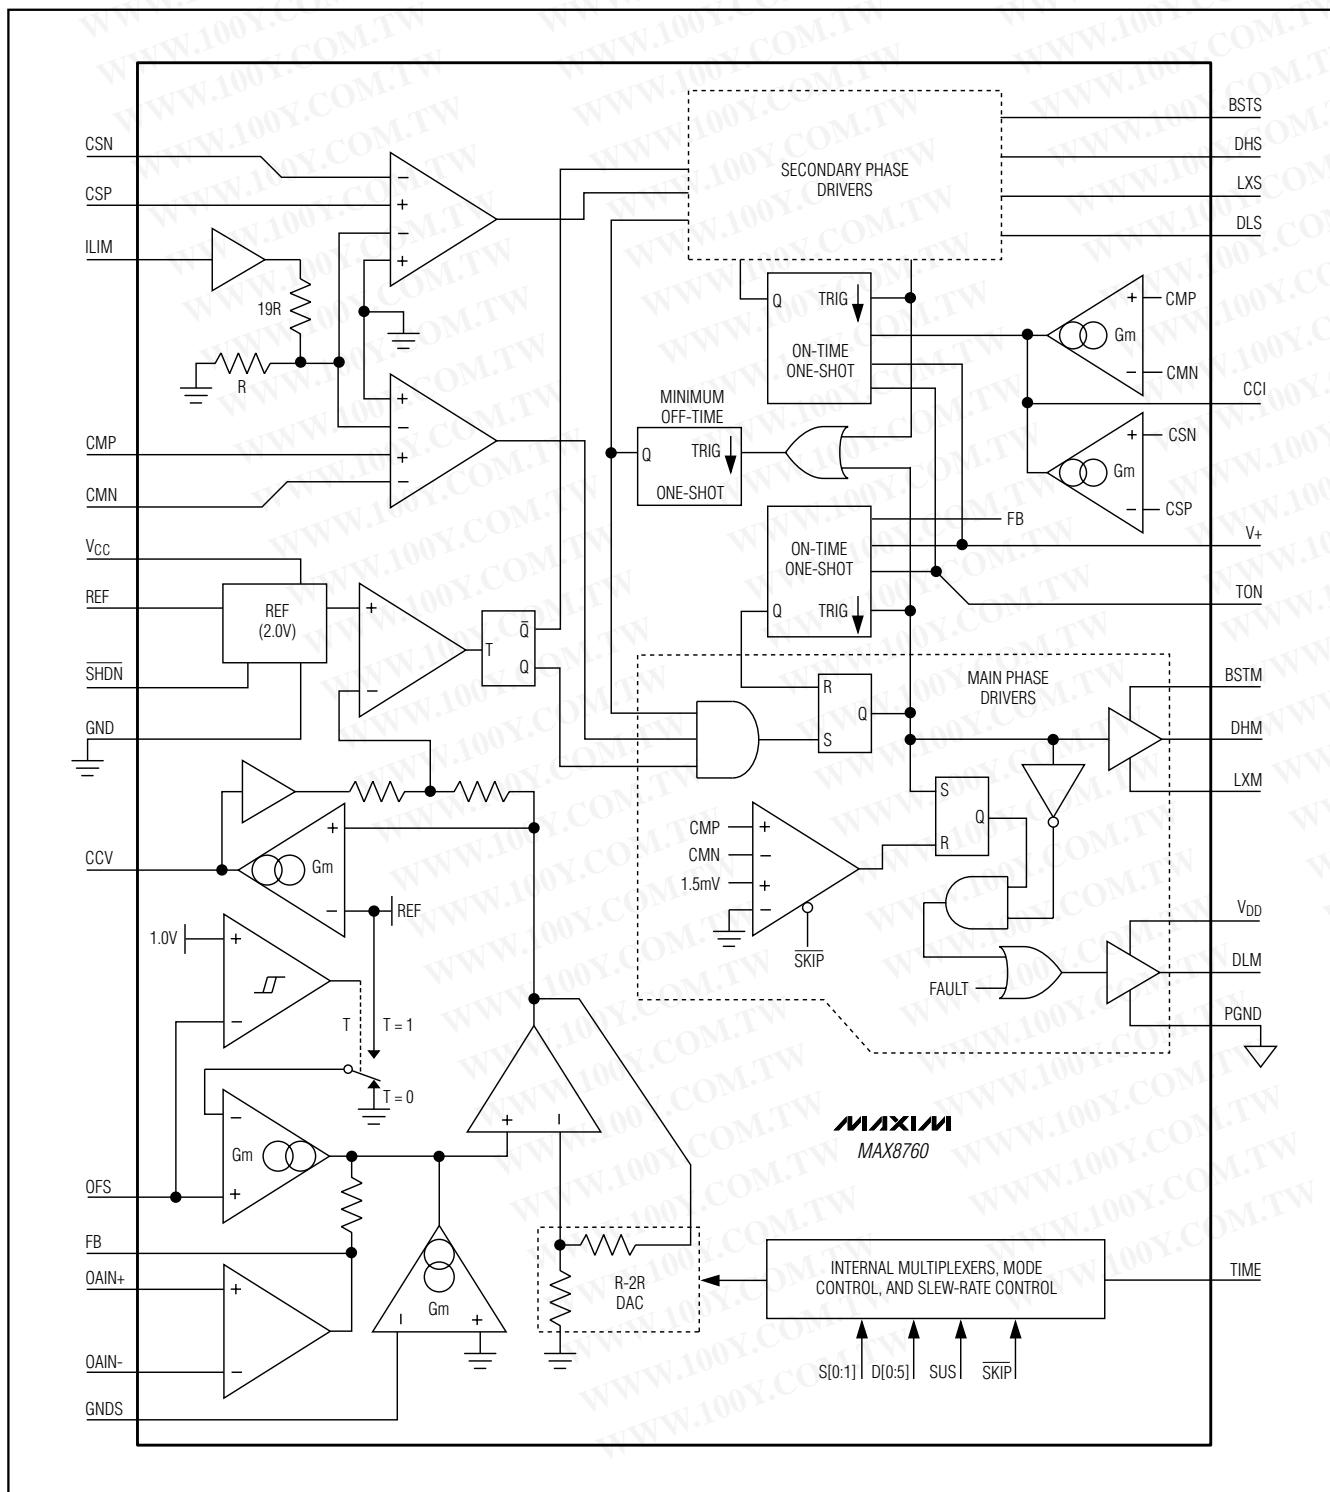 BSTS
CSN
DHS
SECONDARY PHASE
DRIVERS
CSP
LXS
DLS
ILIM
19R
R
Q
TRIG
ON-TIME
ONE-SHOT
CMP
Gm
CMN
CCI
MINIMUM
OFF-TIME
Q
TRIG
ONE-SHOT
CSN
Gm
CSP
CMP
CMN
FB
ON-TIME
ONE-SHOT
Q
TRIG
V+
TON
VCC
REF
REF
(2.0V)
SHDN
GND
T
Q
Q
MAIN PHASE
DRIVERS
R
Q
S
BSTM
DHM
LXM
S
Q
R
CMP
CMN
1.5mV
SKIP
CCV
Gm
REF
1.0V
T
T = 1
T = 0
VDD
DLM
FAULT
PGND
Gm
OFS
MAXIM
MAX8760
FB
OAIN+
OAIN-
GNDS
Gm
R-2R
DAC
INTERNAL MULTIPLEXERS, MODE
CONTROL, AND SLEW-RATE CONTROL
TIME
S[0:1]
D[0:5]
SUS
SKIP
WWW.100Y.COM.TW